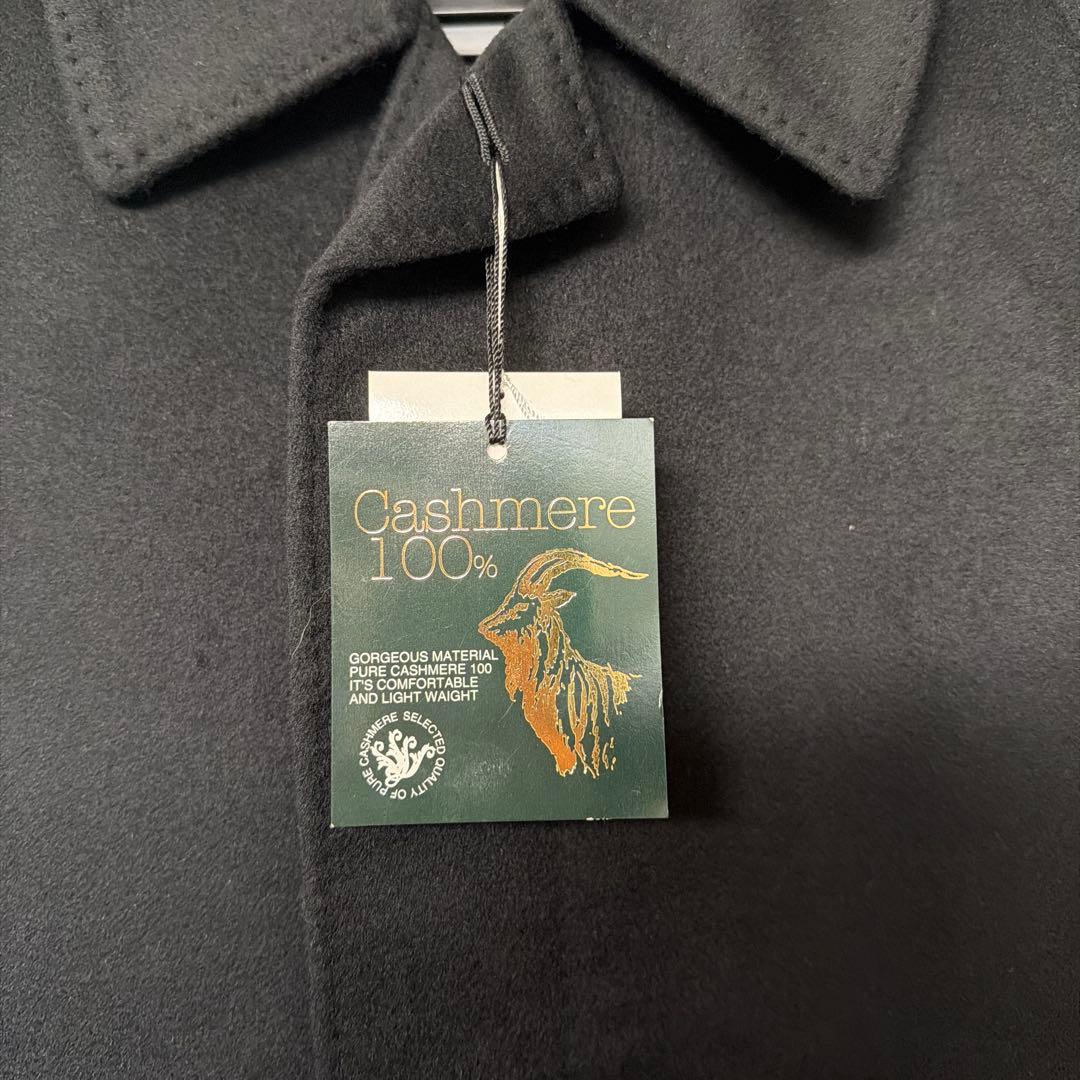 Cashmere
100%
GORGEOUS MATERIAL
PURE CASHMERE 100
IT'S COMFORTABLE
AND LIGHT WAIGHT
SELECTED QUALITY OF PURE CASHMERE